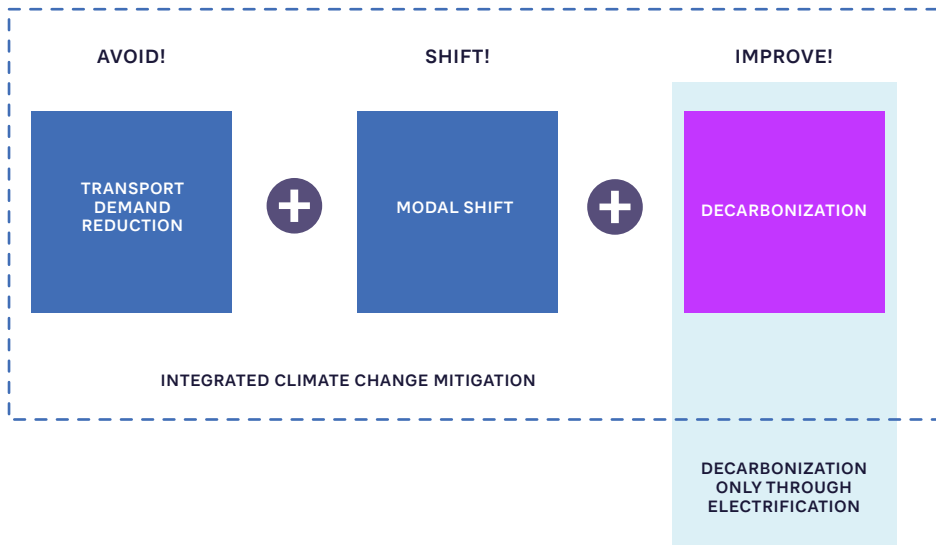 AVOID!
SHIFT!
IMPROVE!
TRANSPORT
DEMAND
REDUCTION
MODAL SHIFT
DECARBONIZATION
INTEGRATED CLIMATE CHANGE MITIGATION
DECARBONIZATION
ONLY THROUGH
ELECTRIFICATION